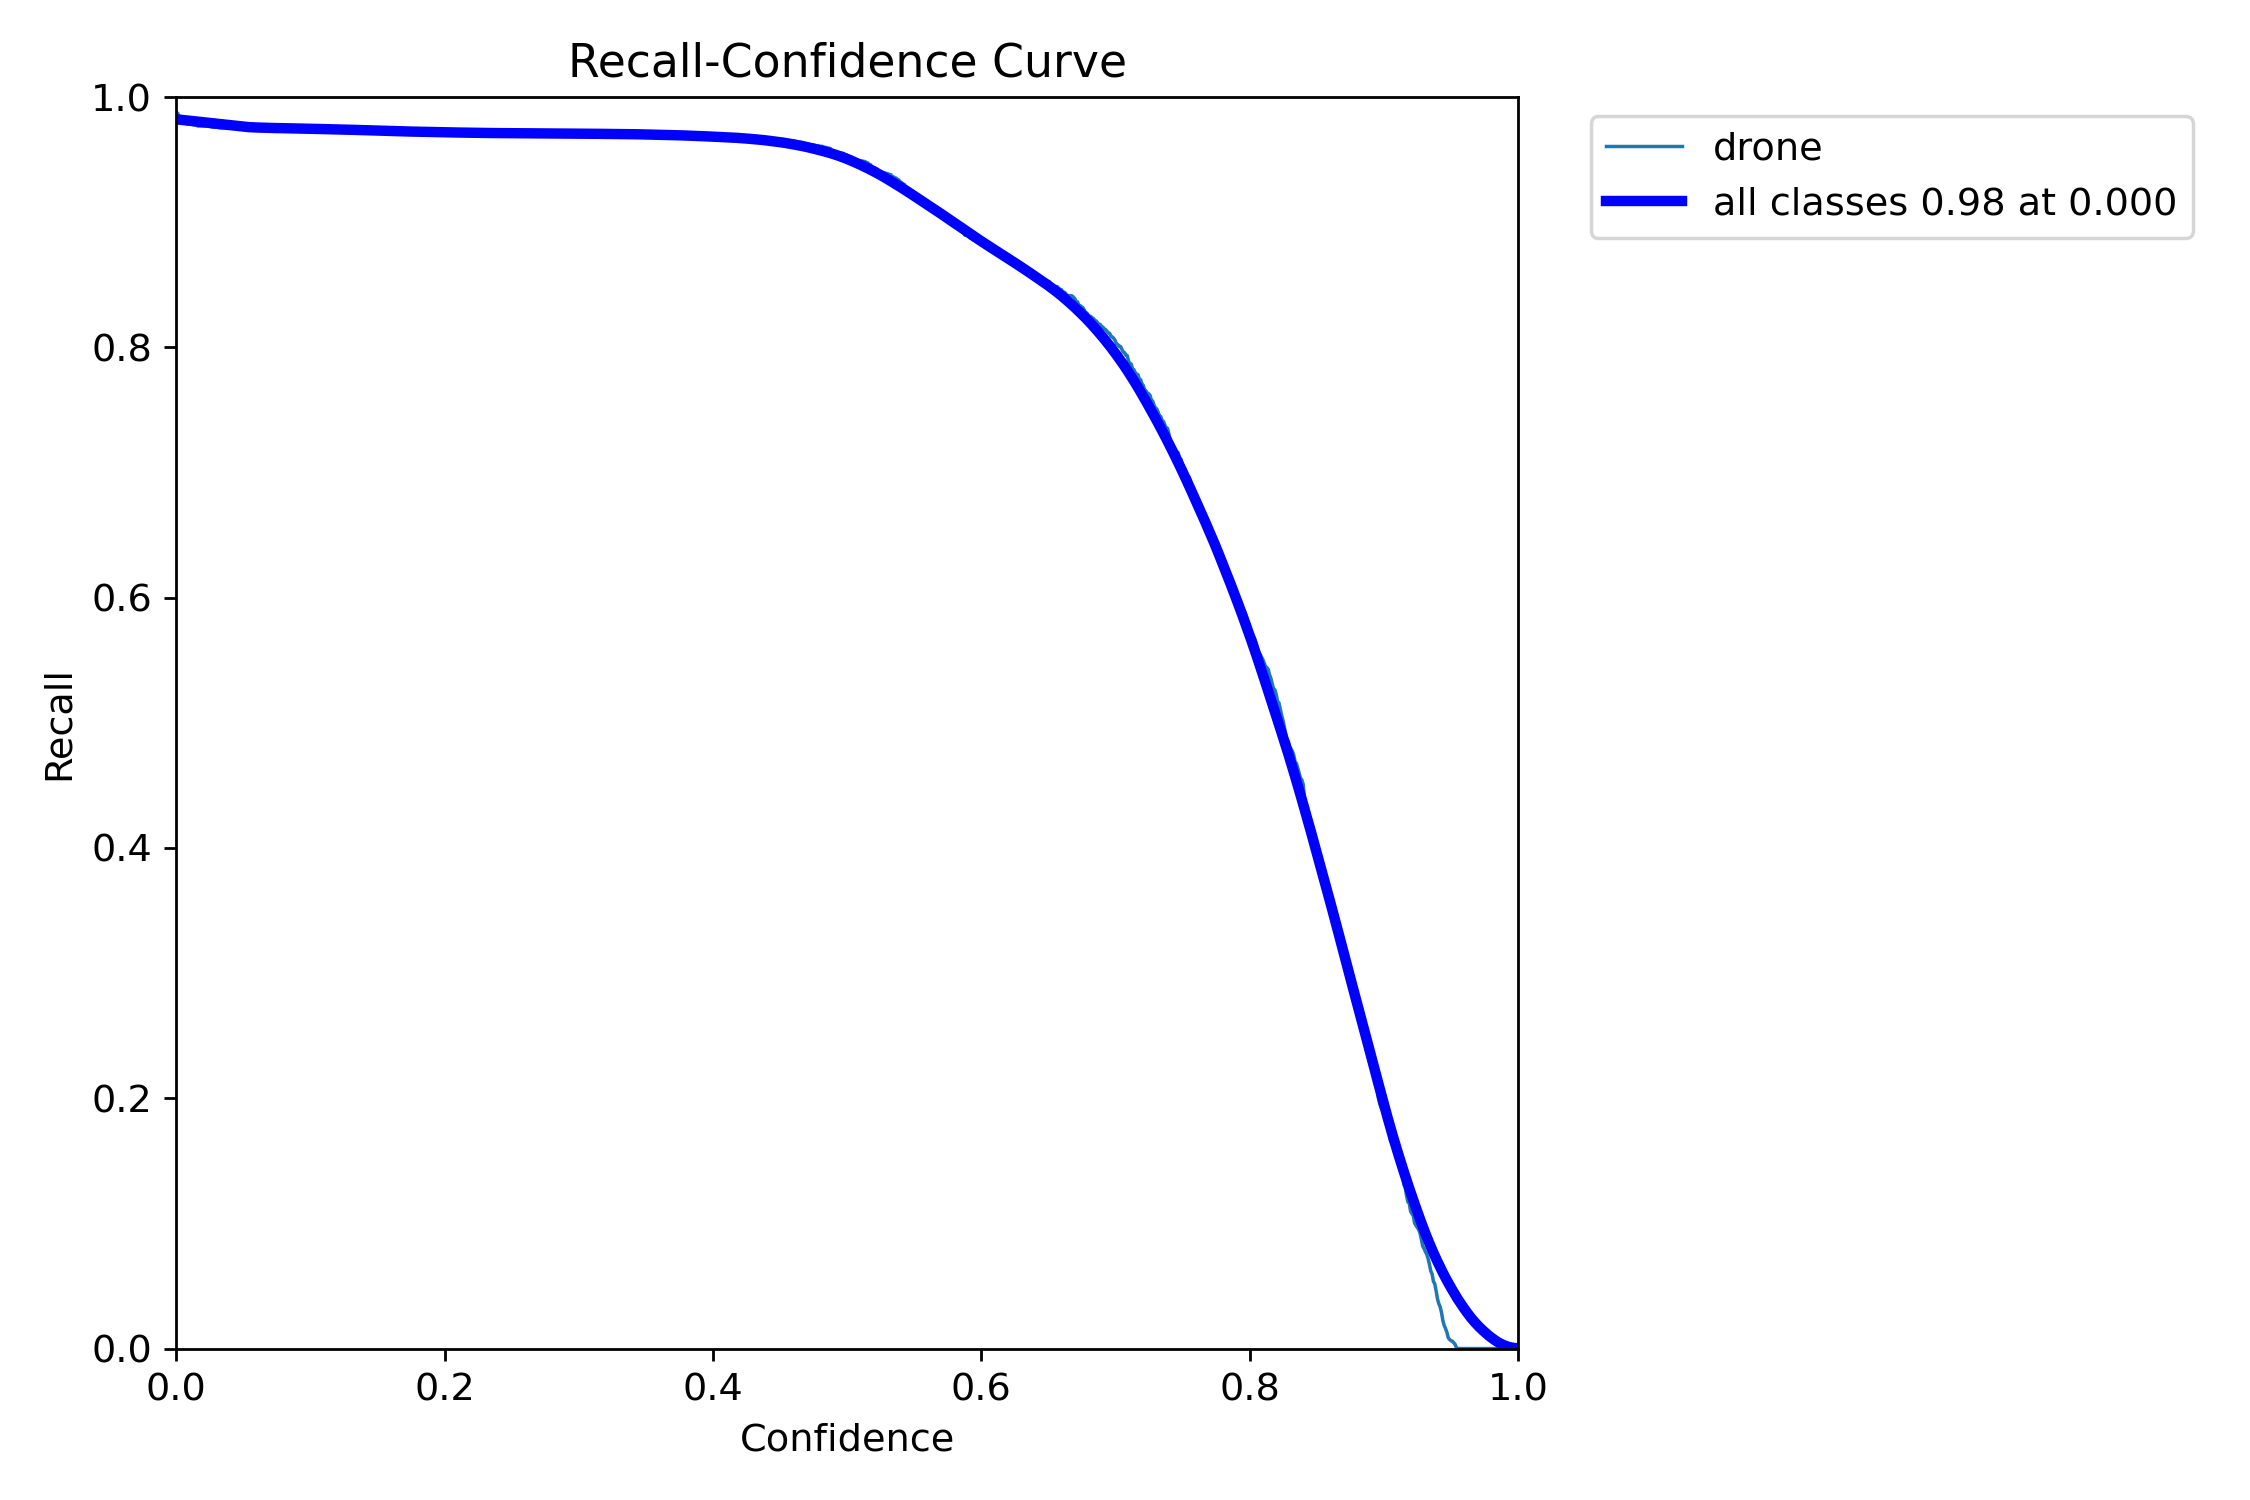 Recall-Confidence Curve
drone
all classes 0.98 at 0.000
1.0
0.8
0.6
0.4
0.2
0.0
Recall
0.0 0.2 0.4 0.6 0.8 1.0
Confidence